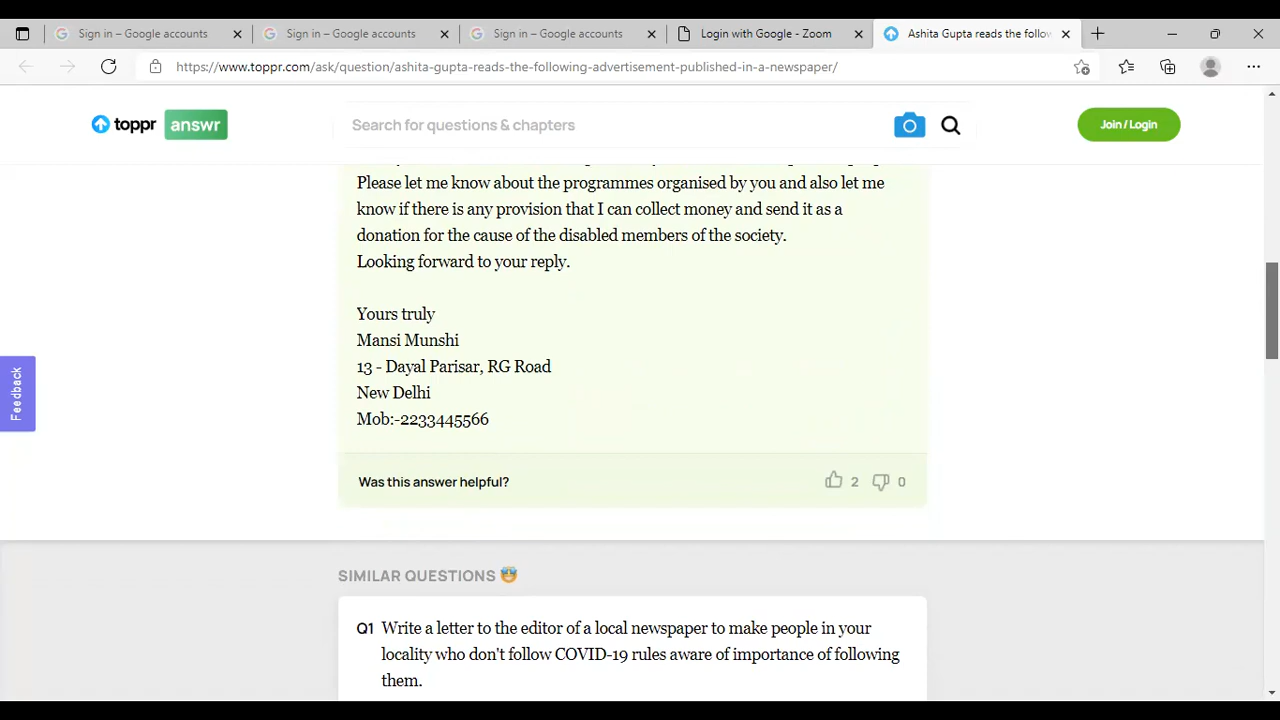 Sign in – Google accounts
Sign in – Google accounts
Sign in – Google accounts
Login with Google - Zoom
Ashita Gupta reads the follow
https://www.toppr.com/ask/question/ashita-gupta-reads-the-following-advertisement-published-in-a-newspaper/
toppr answr
Search for questions & chapters
Join / Login
Please let me know about the programmes organised by you and also let me
know if there is any provision that I can collect money and send it as a
donation for the cause of the disabled members of the society.
Looking forward to your reply.
Yours truly
Mansi Munshi
13 - Dayal Parisar, RG Road
New Delhi
Mob:-2233445566
Feedback
Was this answer helpful?
2
0
SIMILAR QUESTIONS
Q1 Write a letter to the editor of a local newspaper to make people in your
locality who don't follow COVID-19 rules aware of importance of following
them.